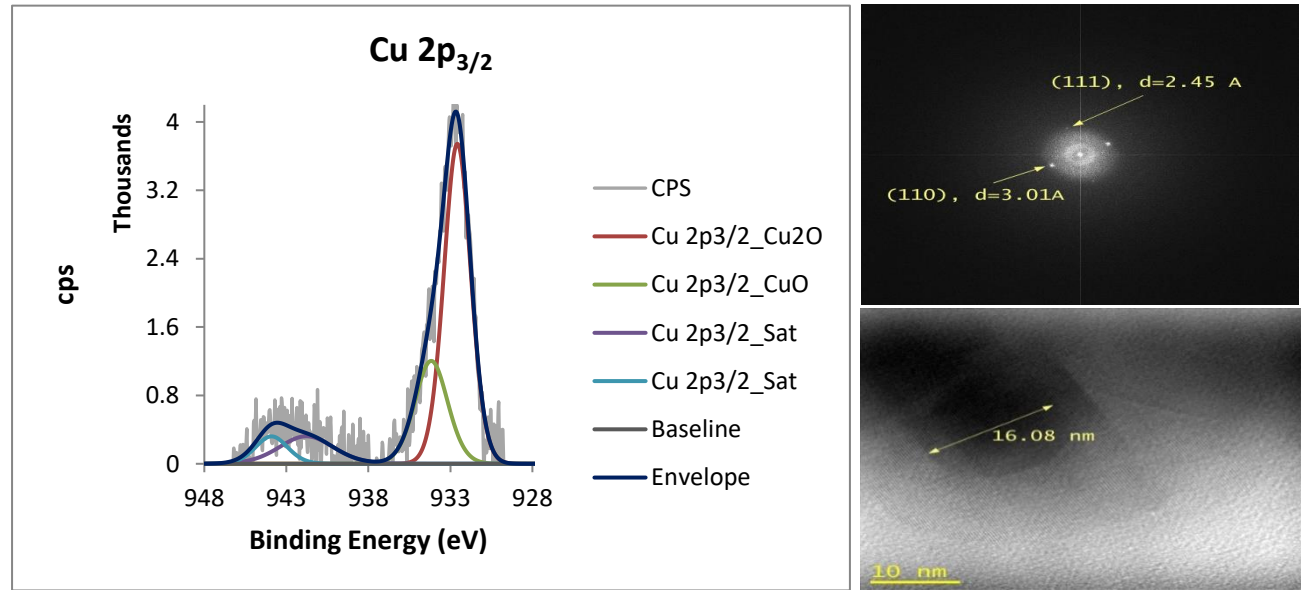 Cu 2p3/2
Thousands
cps
4
3.2
2.4
1.6
0.8
0
948 943 938 933 928
Binding Energy (eV)
CPS
Cu 2p3/2_Cu2O
Cu 2p3/2_CuO
Cu 2p3/2_Sat
Cu 2p3/2_Sat
Baseline
Envelope
(111), d=2.45 A
(110), d=3.01A
16.08 nm
10 nm